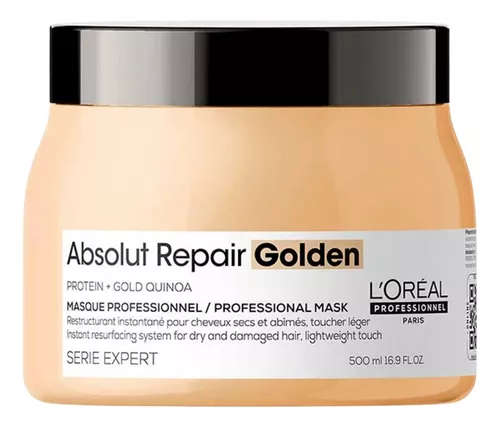 Absolut Repair Golden
PROTEIN + GOLD QUINOA
MASQUE PROFESSIONNEL / PROFESSIONAL MASK
Restructurant instantané pour cheveux secs et abîmés, toucher léger
Instant resurfacing system for dry and damaged hair, lightweight touch
SERIE EXPERT
L'ORÉAL
PROFESSIONNEL
PARIS
500 ml 16.9 FL.OZ.